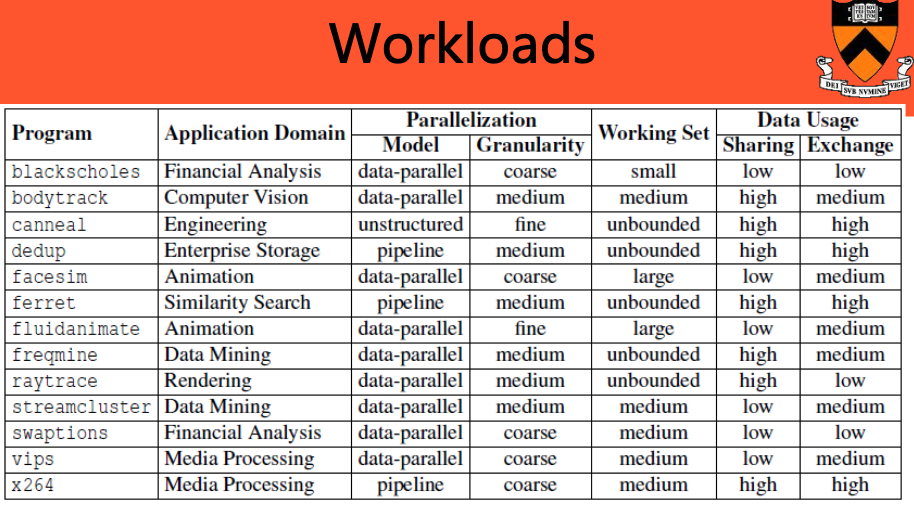 Workloads
DEI SVB NVMINE VIGET
Program Application Domain Parallelization Working Set Data Usage
Model Granularity Sharing Exchange
blackscholes Financial Analysis data-parallel coarse small low low
bodytrack Computer Vision data-parallel medium medium high medium
canneal Engineering unstructured fine unbounded high high
dedup Enterprise Storage pipeline medium unbounded high high
facesim Animation data-parallel coarse large low medium
ferret Similarity Search pipeline medium unbounded high high
fluidanimate Animation data-parallel fine large low medium
freqmine Data Mining data-parallel medium unbounded high medium
raytrace Rendering data-parallel medium unbounded high low
streamcluster Data Mining data-parallel medium medium low medium
swaptions Financial Analysis data-parallel coarse medium low low
vips Media Processing data-parallel coarse medium low medium
x264 Media Processing pipeline coarse medium high high